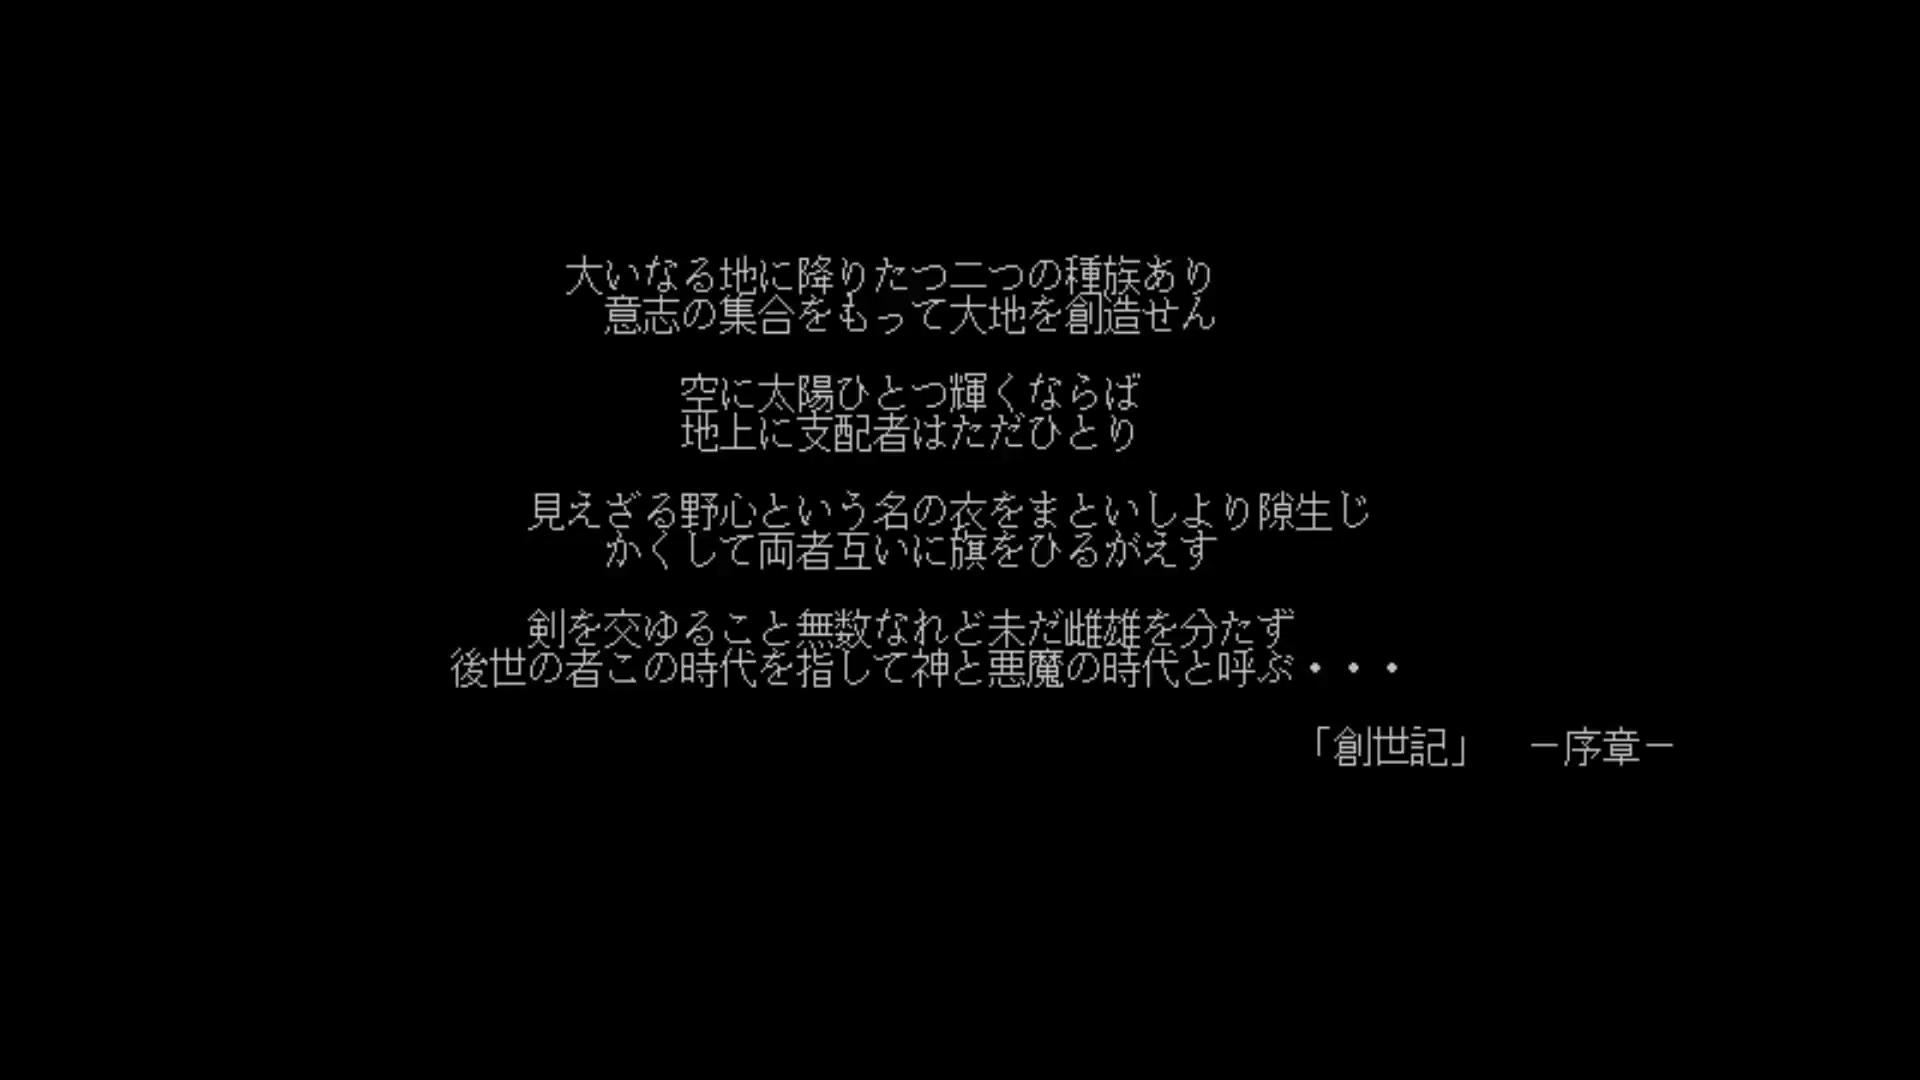 大いなる地に降りたつ二つの種族あり
意志の集合をもって大地を創造せん
空に太陽ひとつ輝くならば
地上に支配者はただひとり
見えざる野心という名の衣をまといしより隙生じ
かくして両者互いに旗をひるがえす
剣を交ゆること無数なれど未だ雌雄を分たず
後世の者この時代を指して神と悪魔の時代と呼ぶ・・・
「創世記」　－序章－